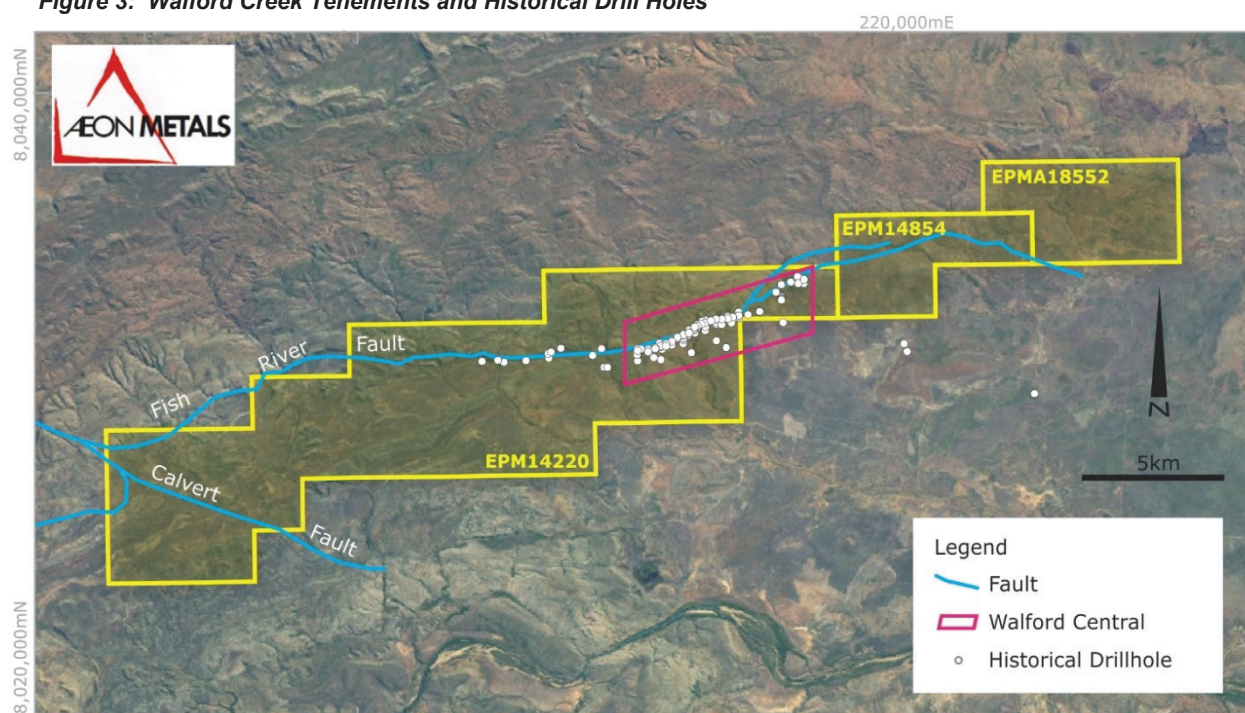 Figure 3: Walford Creek Tenements and Historical Drill Holes
220,000mE
8,040,000mN
ÆON METALS
EPMA18552
EPM14854
Fish River Fault
EPM14220
Calvert Fault
N
5km
Legend
Fault
Walford Central
Historical Drillhole
8,020,000mN